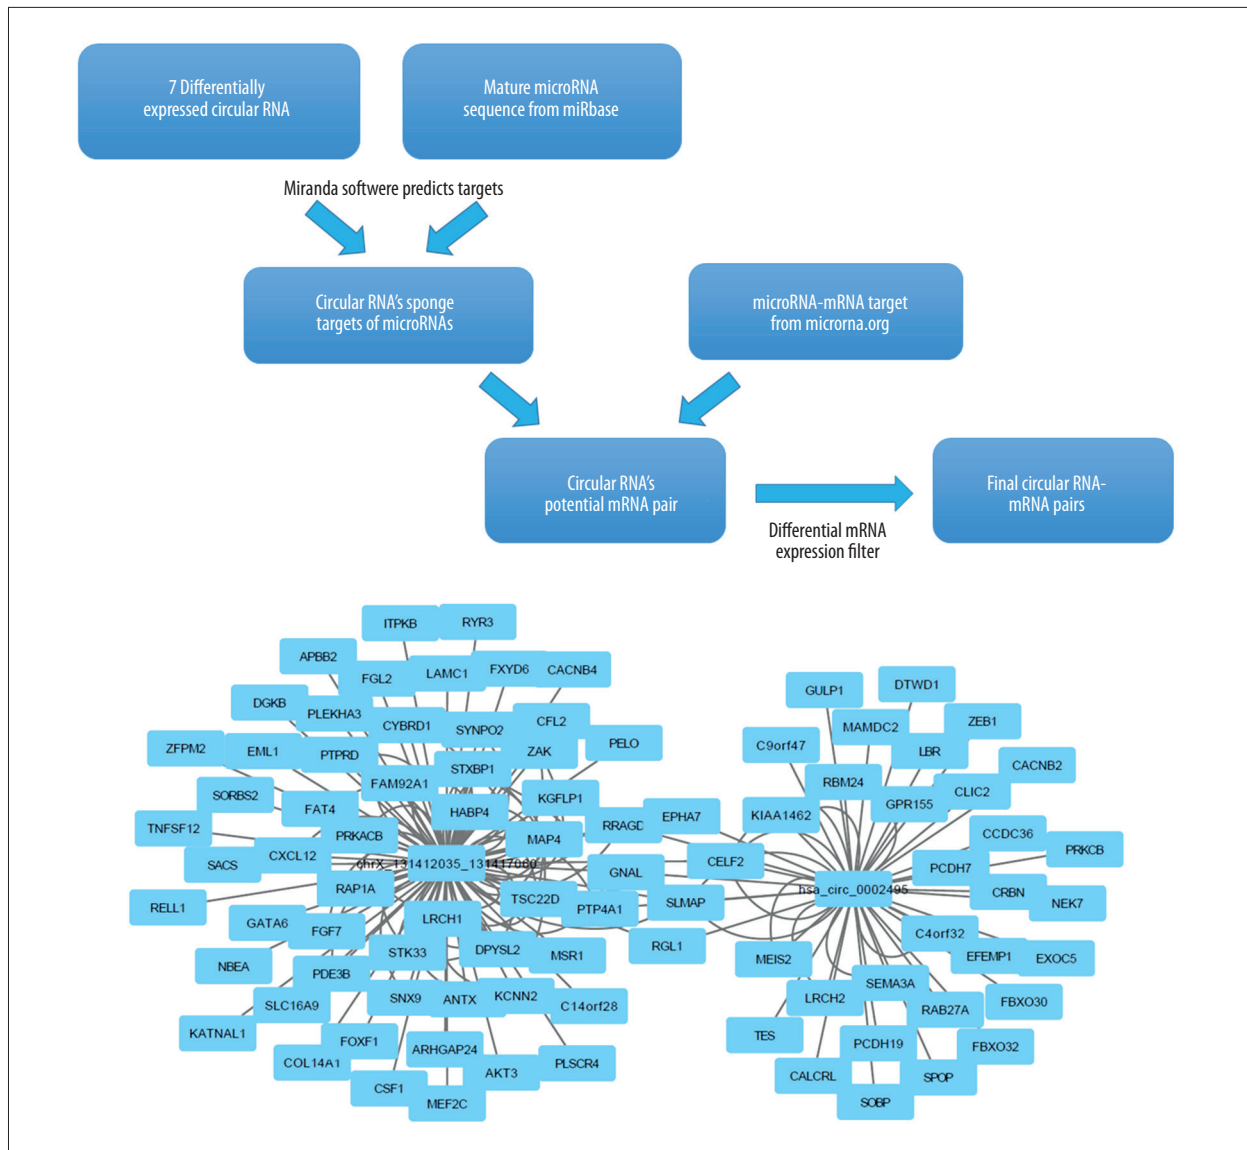 7 Differentially
expressed circular RNA
Mature microRNA
sequence from miRbase
Miranda softwere predicts targets
Circular RNA's sponge
targets of microRNAs
microRNA-mRNA target
from microrna.org
Circular RNA's
potential mRNA pair
Differential mRNA
expression filter
Final circular RNA-
mRNA pairs
ITPKB
RYR3
APBB2
FGL2
LAMC1
FXYD6
CACNB4
DGKB
PLEKHA3
CYBRD1
SYNPO2
CFL2
ZFPM2
EML1
PTPRD
STXBP1
ZAK
PELO
SORBS2
FAT4
FAM92A1
HABP4
KGFLP1
TNFSF12
PRKACB
MAP4
RRAGD
EPHA7
SACS
CXCL12
chrX_131412035_131417060
GNAL
CELF2
RELL1
RAP1A
TSC22D
PTP4A1
SLMAP
GATA6
FGF7
LRCH1
RGL1
NBEA
PDE3B
STK33
DPYSL2
MSR1
SLC16A9
SNX9
ANTX
KCNN2
C14orf28
KATNAL1
FOXF1
COL14A1
ARHGAP24
PLSCR4
CSF1
AKT3
MEF2C
GULP1
DTWD1
MAMDC2
ZEB1
C9orf47
LBR
CACNB2
RBM24
CLIC2
KIAA1462
GPR155
CCDC36
PRKCB
PCDH7
hsa_circ_0002495
CRBN
NEK7
C4orf32
MEIS2
EFEMP1
EXOC5
SEMA3A
LRCH2
RAB27A
FBXO30
TES
PCDH19
FBXO32
CALCRL
SPOP
SOBP